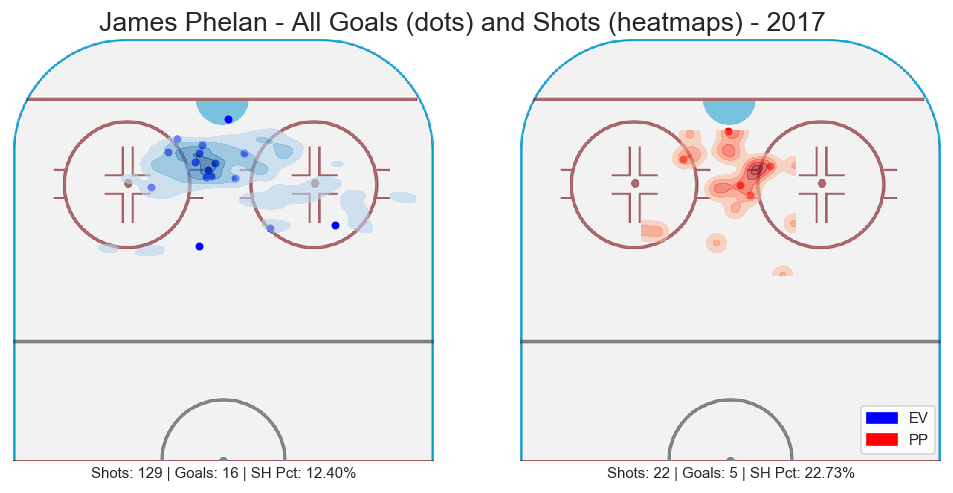 James Phelan - All Goals (dots) and Shots (heatmaps) - 2017
EV
PP
Shots: 129 | Goals: 16 | SH Pct: 12.40%
Shots: 22 | Goals: 5 | SH Pct: 22.73%